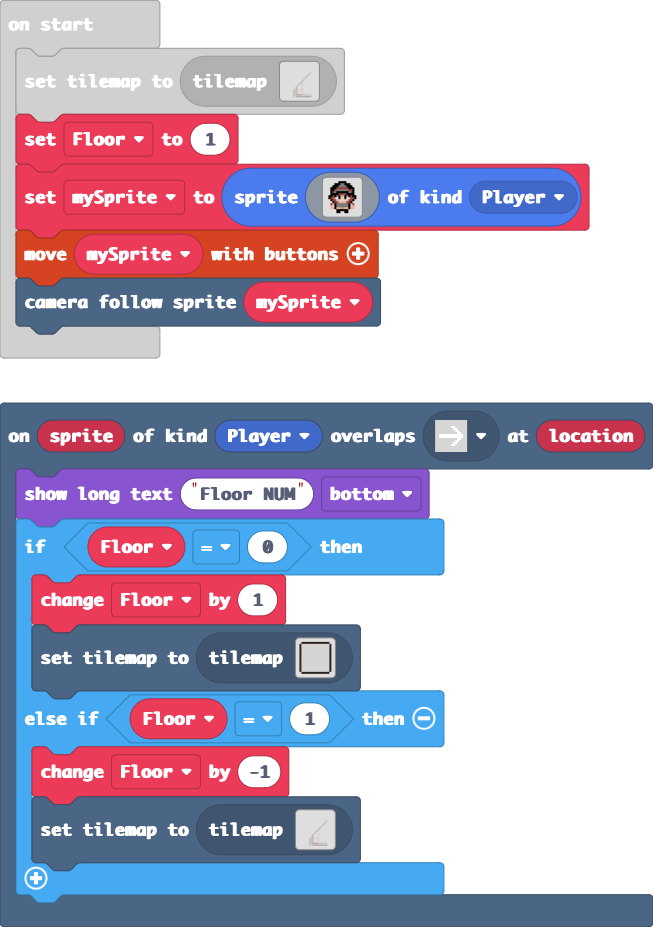 on start
set tilemap to tilemap
set Floor to 1
set mySprite to sprite of kind Player
move mySprite with buttons
camera follow sprite mySprite
on sprite of kind Player overlaps at location
show long text "Floor NUM" bottom
if Floor = 0 then
change Floor by 1
set tilemap to tilemap
else if Floor = 1 then
change Floor by -1
set tilemap to tilemap